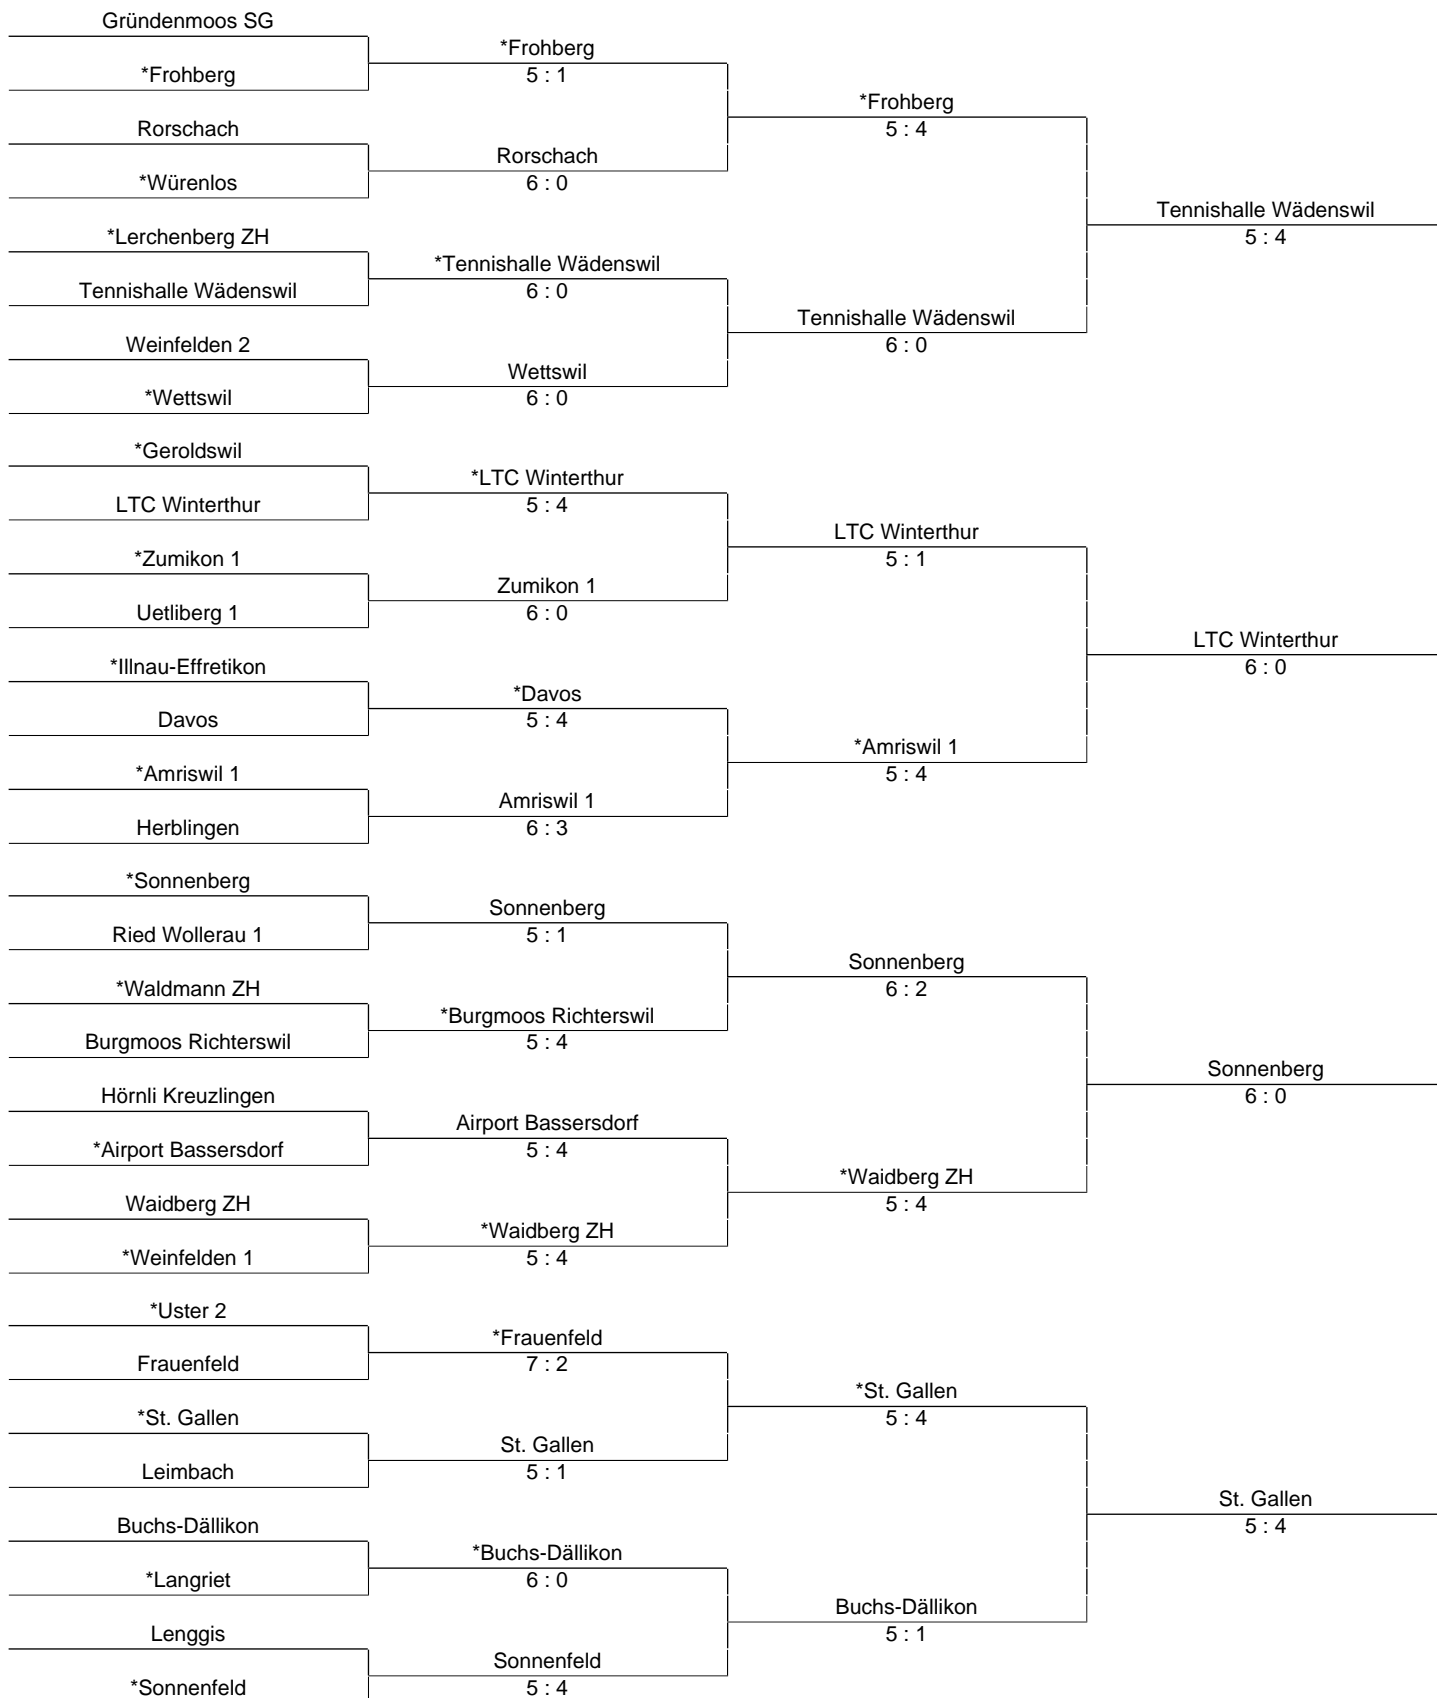 Gründenmoos SG
*Frohberg
5 : 1
*Frohberg
Rorschach
*Würenlos
Rorschach
6 : 0
*Frohberg
5 : 4
*Lerchenberg ZH
Tennishalle Wädenswil
*Tennishalle Wädenswil
6 : 0
Weinfelden 2
*Wettswil
Wettswil
6 : 0
Tennishalle Wädenswil
6 : 0
Tennishalle Wädenswil
5 : 4
*Geroldswil
LTC Winterthur
*LTC Winterthur
5 : 4
*Zumikon 1
Uetliberg 1
Zumikon 1
6 : 0
LTC Winterthur
5 : 1
*Illnau-Effretikon
Davos
*Davos
5 : 4
*Amriswil 1
Herblingen
Amriswil 1
6 : 3
*Amriswil 1
5 : 4
LTC Winterthur
6 : 0
*Sonnenberg
Ried Wollerau 1
Sonnenberg
5 : 1
*Waldmann ZH
Burgmoos Richterswil
*Burgmoos Richterswil
5 : 4
Sonnenberg
6 : 2
Hörnli Kreuzlingen
*Airport Bassersdorf
Airport Bassersdorf
5 : 4
Waidberg ZH
*Weinfelden 1
*Waidberg ZH
5 : 4
*Waidberg ZH
5 : 4
Sonnenberg
6 : 0
*Uster 2
Frauenfeld
*Frauenfeld
7 : 2
*St. Gallen
Leimbach
St. Gallen
5 : 1
*St. Gallen
5 : 4
Buchs-Dällikon
*Langriet
*Buchs-Dällikon
6 : 0
Lenggis
*Sonnenfeld
Sonnenfeld
5 : 4
Buchs-Dällikon
5 : 1
St. Gallen
5 : 4